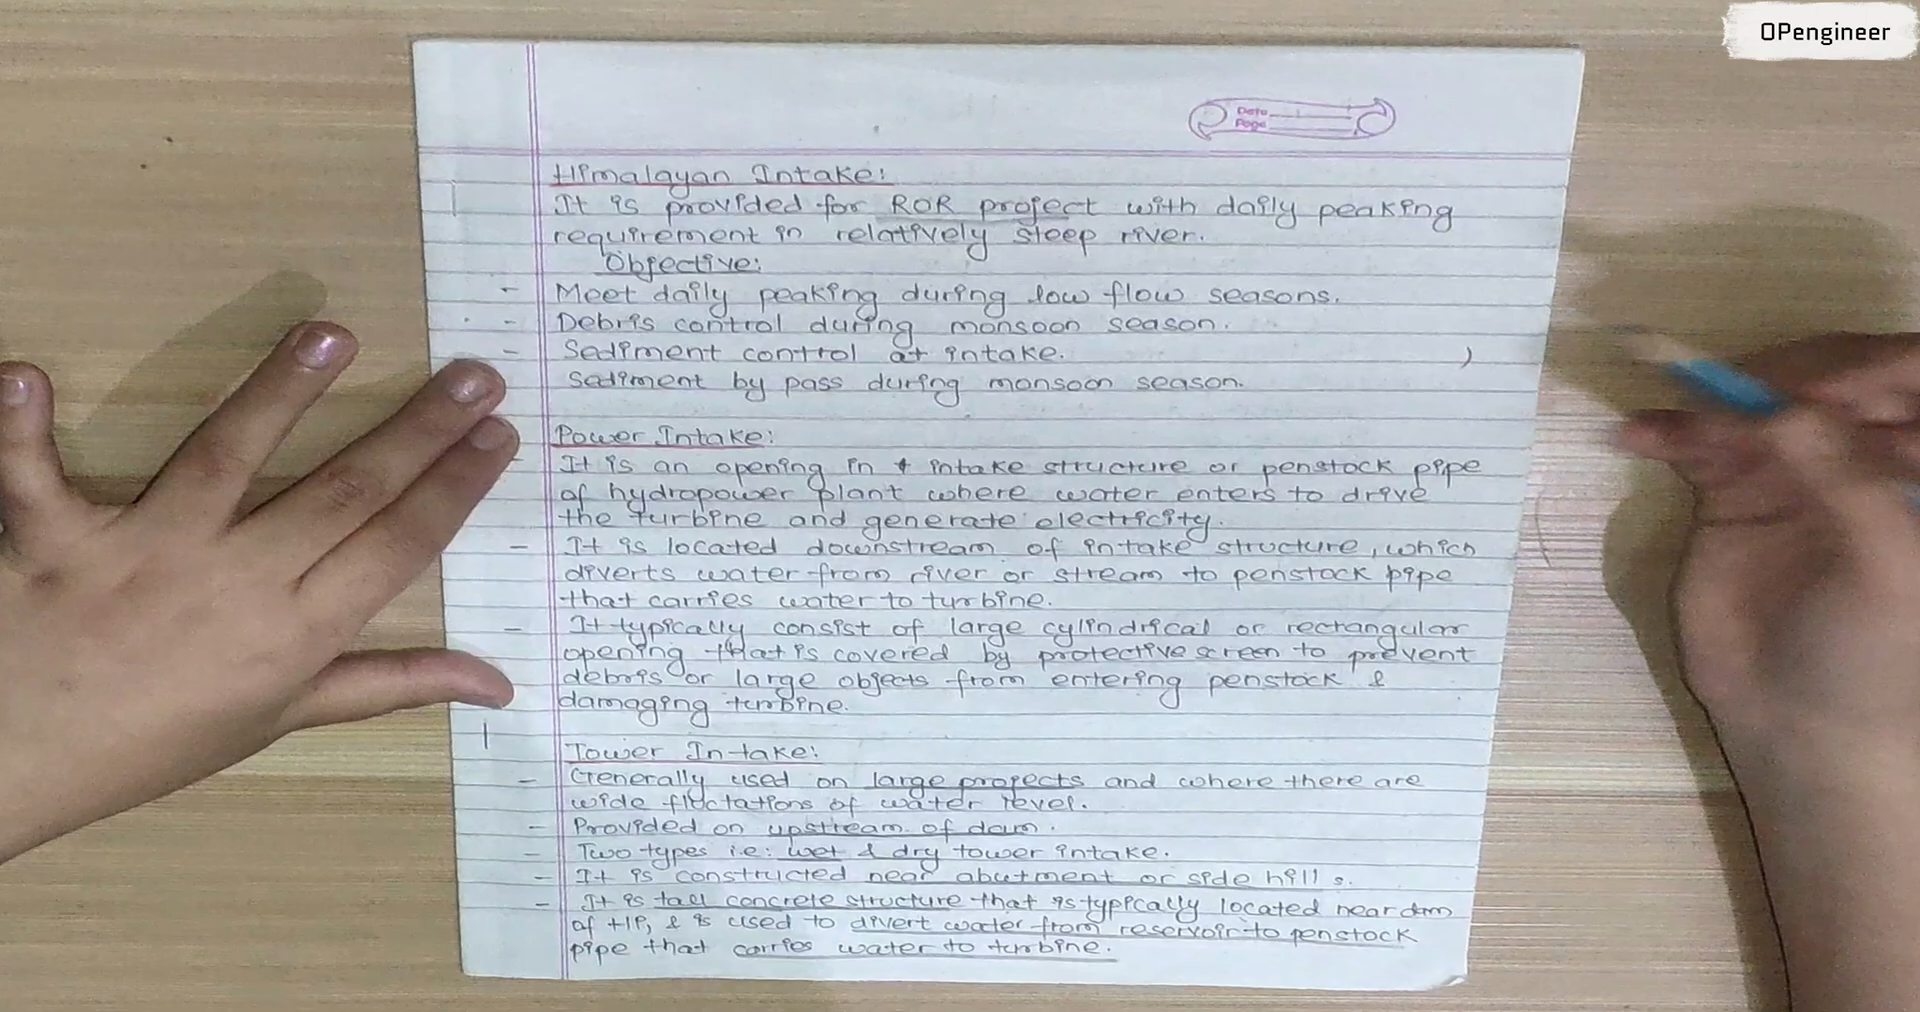 OPengineer
Date
Page
Himalayan Intake:
It is provided for ROR project with daily peaking
requirement in relatively steep river.
Objective:
- Meet daily peaking during low flow seasons.
- Debris control during monsoon season.
- Sediment control at intake.
Sediment by pass during monsoon season.
Power Intake:
It is an opening in intake structure or penstock pipe
of hydropower plant where water enters to drive
the turbine and generate electricity.
- It is located downstream of intake structure, which
diverts water from river or stream to penstock pipe
that carries water to turbine.
- It typically consist of large cylindrical or rectangular
opening that is covered by protective screen to prevent
debris or large objects from entering penstock &
damaging turbine.
Tower Intake:
- Generally used on large projects and where there are
wide fluctations of water level.
- Provided on upstream of dam.
- Two types i.e: wet & dry tower intake.
- It is constructed near abutment or side hills.
- It is tall concrete structure that is typically located near dam
of HP, & is used to divert water from reservoir to penstock
pipe that carries water to turbine.